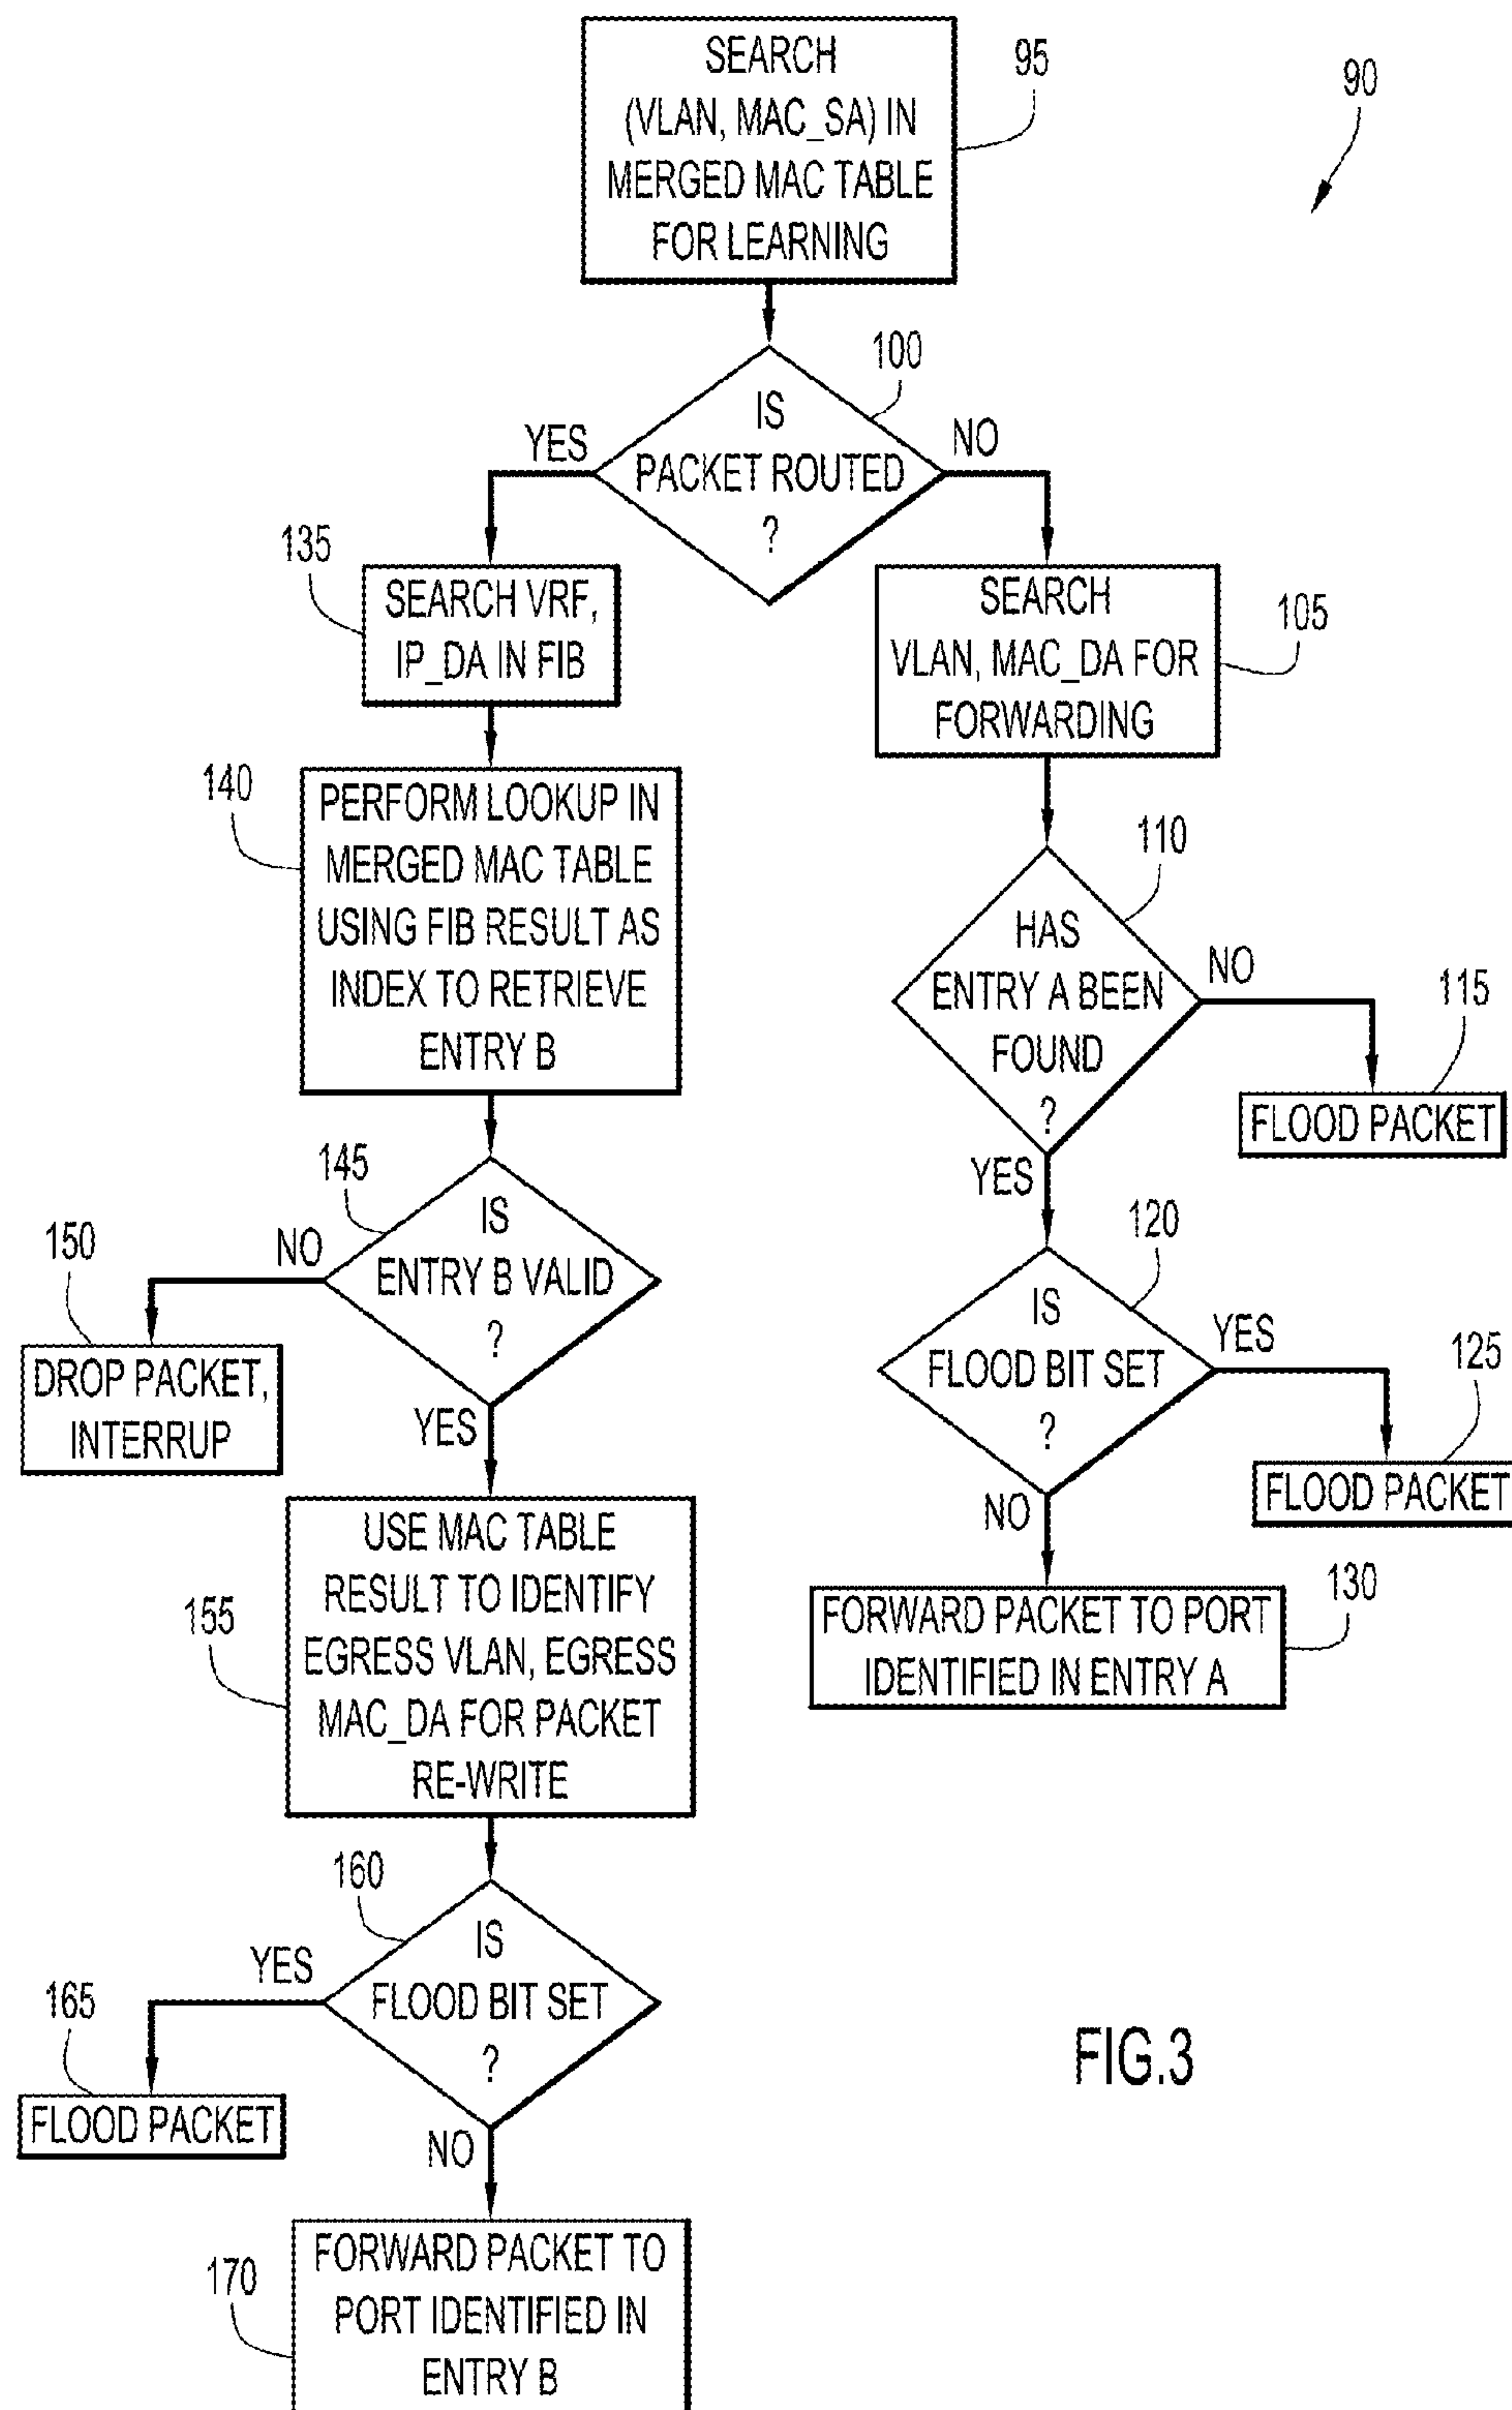 SEARCH
(VLAN, MAC_SA) IN
MERGED MAC TABLE
FOR LEARNING
95
90
100
IS
PACKET ROUTED
?
YES
NO
135
SEARCH VRF,
IP_DA IN FIB
SEARCH
VLAN, MAC_DA FOR
FORWARDING
105
140
PERFORM LOOKUP IN
MERGED MAC TABLE
USING FIB RESULT AS
INDEX TO RETRIEVE
ENTRY B
110
HAS
ENTRY A BEEN
FOUND
?
NO
115
FLOOD PACKET
YES
145
IS
ENTRY B VALID
?
NO
150
DROP PACKET,
INTERRUP
YES
120
IS
FLOOD BIT SET
?
YES
125
FLOOD PACKET
NO
155
USE MAC TABLE
RESULT TO IDENTIFY
EGRESS VLAN, EGRESS
MAC_DA FOR PACKET
RE-WRITE
130
FORWARD PACKET TO PORT
IDENTIFIED IN ENTRY A
160
IS
FLOOD BIT SET
?
YES
165
FLOOD PACKET
NO
170
FORWARD PACKET TO
PORT IDENTIFIED IN
ENTRY B
FIG.3